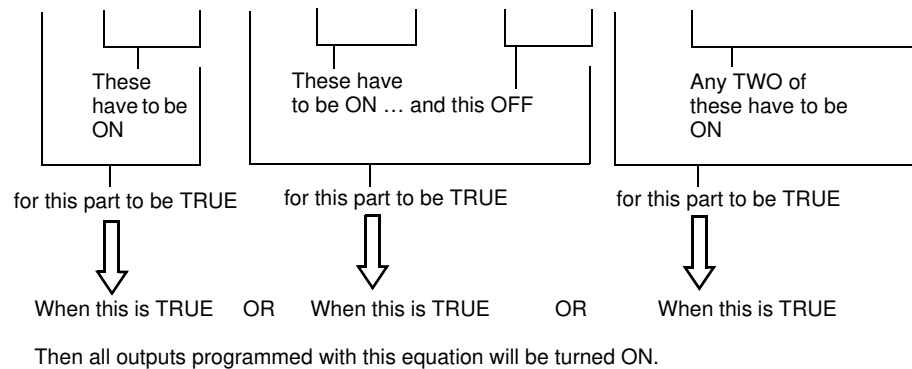 These
have to be
ON
These have
to be ON … and this OFF
Any TWO of
these have to be
ON
for this part to be TRUE
for this part to be TRUE
for this part to be TRUE
When this is TRUE OR When this is TRUE OR When this is TRUE
Then all outputs programmed with this equation will be turned ON.